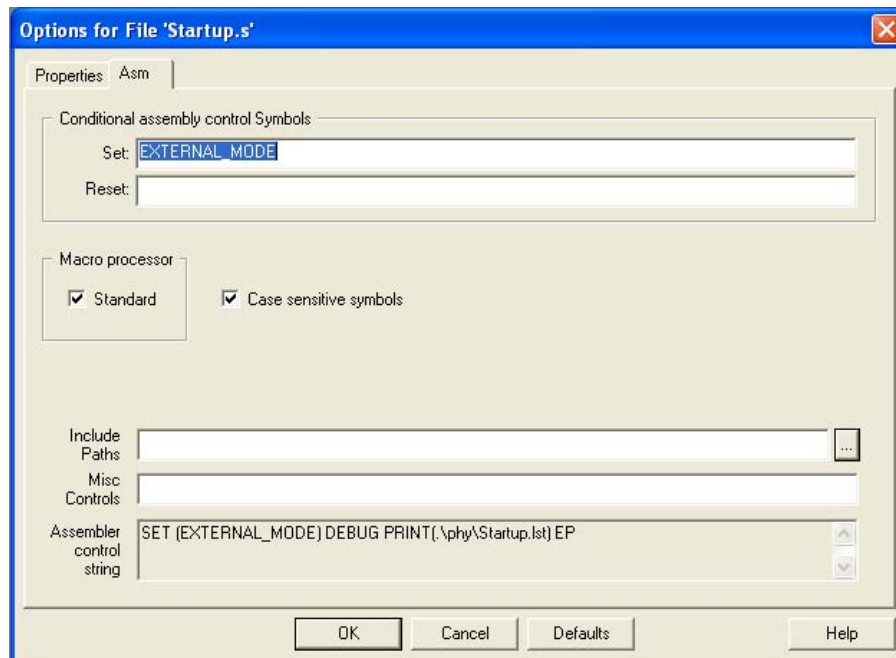 Options for File 'Startup.s'
Properties Asm
Conditional assembly control Symbols
Set: EXTERNAL_MODE
Reset:
Macro processor
Standard
Case sensitive symbols
Include Paths
...
Misc Controls
Assembler control string
SET (EXTERNAL_MODE) DEBUG PRINT(.\phy\Startup.lst) EP
OK Cancel Defaults Help